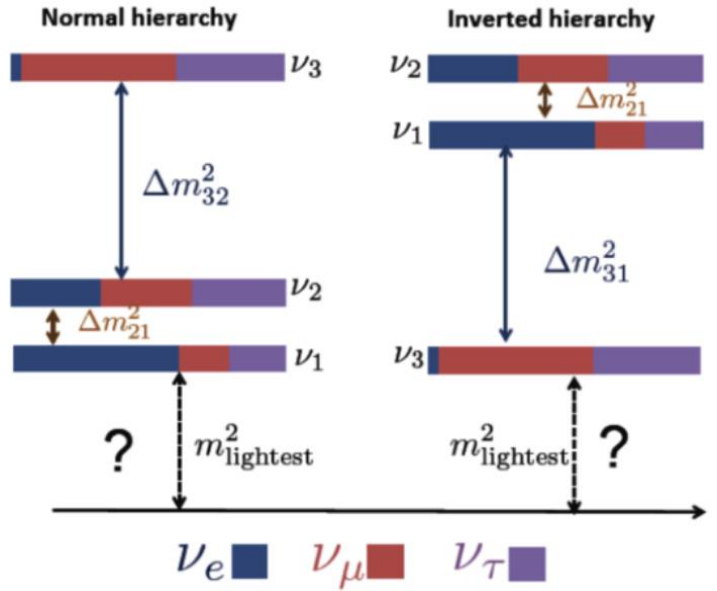 Normal hierarchy
Inverted hierarchy
ν₃
ν₂
Δm²₂₁
ν₁
Δm²₃₂
Δm²₃₁
ν₂
Δm²₂₁
ν₁
ν₃
? m²lightest
m²lightest ?
νe νμ ντ